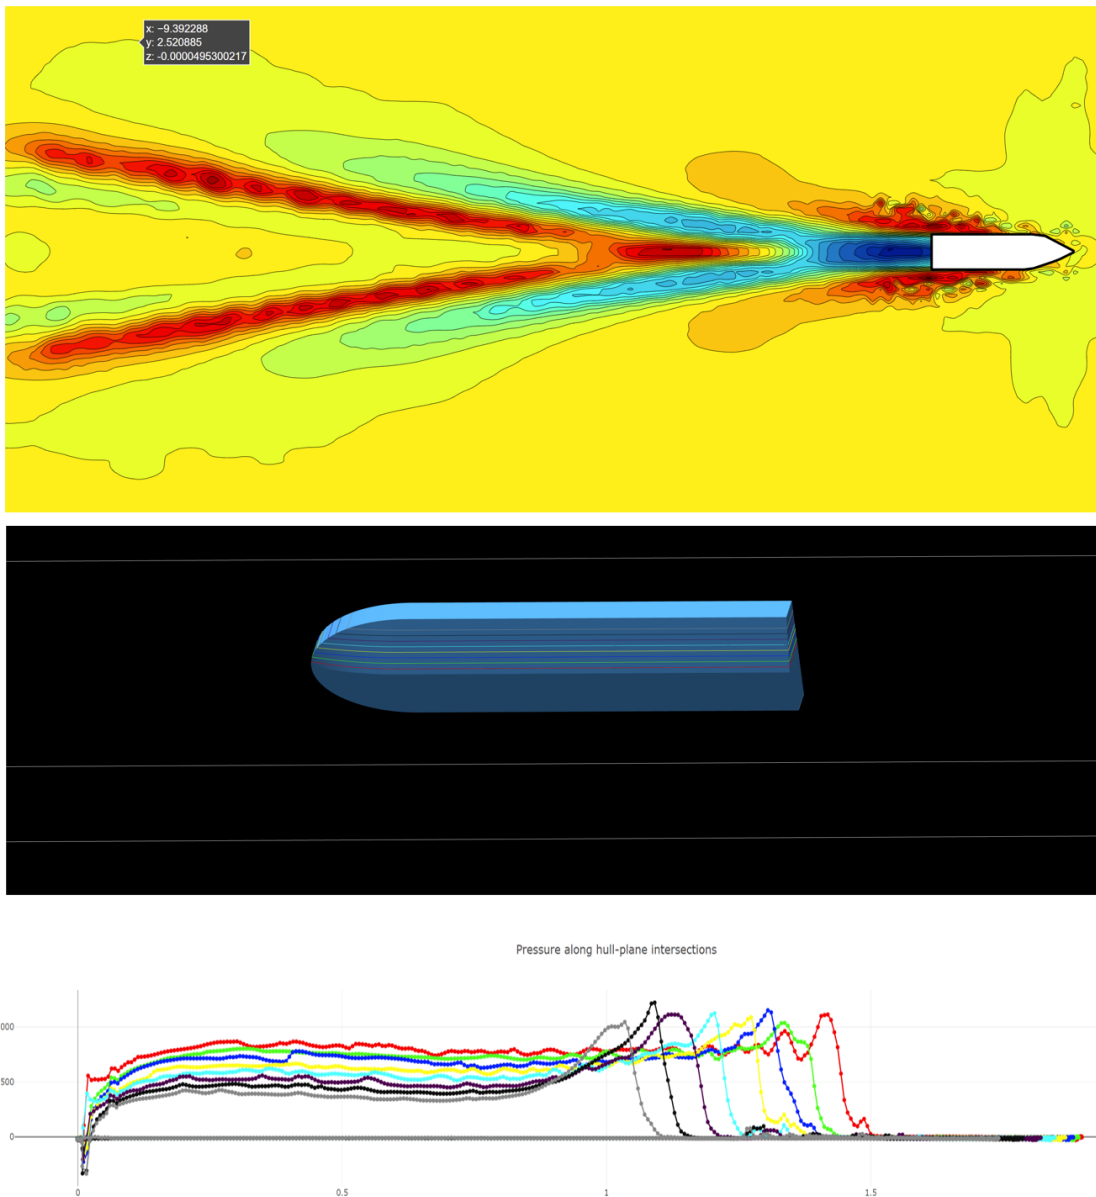 x: −9.392288
y: 2.520885
z: -0.0000495300217
Pressure along hull-plane intersections
000
500
0
0
0.5
1
1.5